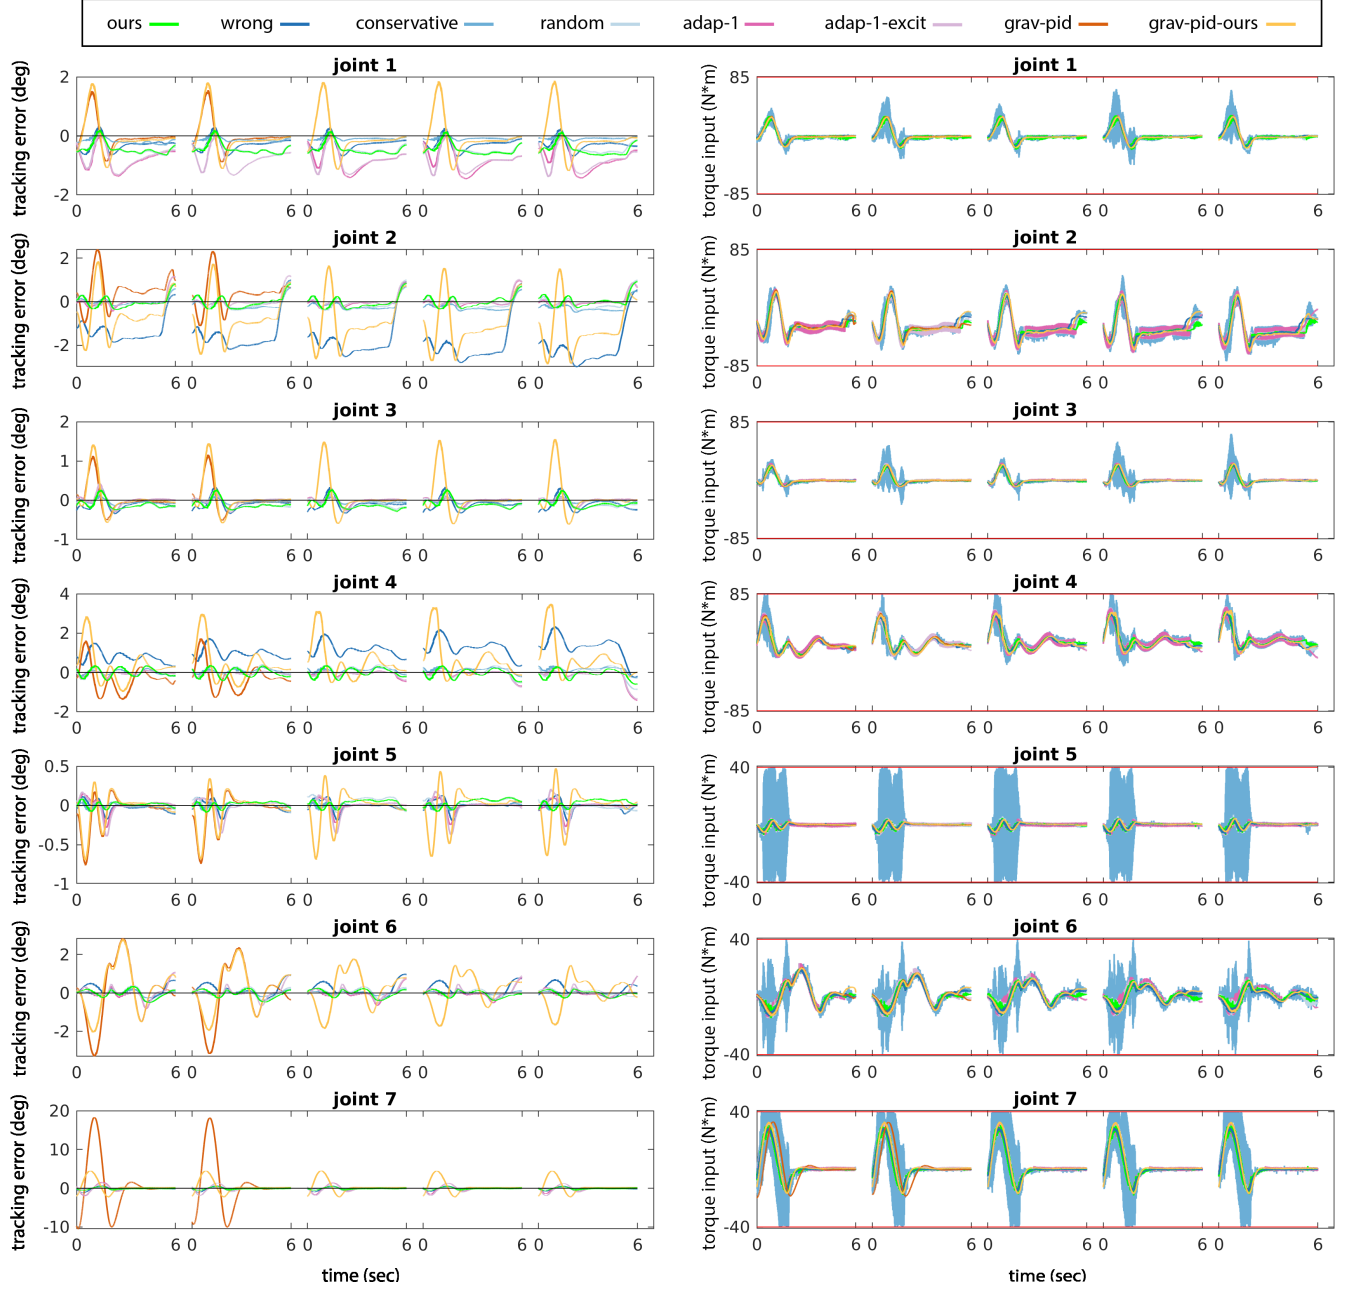 ours wrong conservative random adap-1 adap-1-excit grav-pid grav-pid-ours
joint 1
tracking error (deg)
2
0
-2
0 6 0 6 0 6 0 6 0 6
joint 1
torque input (N*m)
85
-85
0 6 0 6 0 6 0 6 0 6
joint 2
tracking error (deg)
2
0
-2
0 6 0 6 0 6 0 6 0 6
joint 2
torque input (N*m)
85
-85
0 6 0 6 0 6 0 6 0 6
joint 3
tracking error (deg)
2
1
0
-1
0 6 0 6 0 6 0 6 0 6
joint 3
torque input (N*m)
85
-85
0 6 0 6 0 6 0 6 0 6
joint 4
tracking error (deg)
4
2
0
-2
0 6 0 6 0 6 0 6 0 6
joint 4
torque input (N*m)
85
-85
0 6 0 6 0 6 0 6 0 6
joint 5
tracking error (deg)
0.5
0
-0.5
-1
0 6 0 6 0 6 0 6 0 6
joint 5
torque input (N*m)
40
-40
0 6 0 6 0 6 0 6 0 6
joint 6
tracking error (deg)
2
0
-2
0 6 0 6 0 6 0 6 0 6
joint 6
torque input (N*m)
40
-40
0 6 0 6 0 6 0 6 0 6
joint 7
tracking error (deg)
20
10
0
-10
0 6 0 6 0 6 0 6 0 6
time (sec)
joint 7
torque input (N*m)
40
-40
0 6 0 6 0 6 0 6 0 6
time (sec)